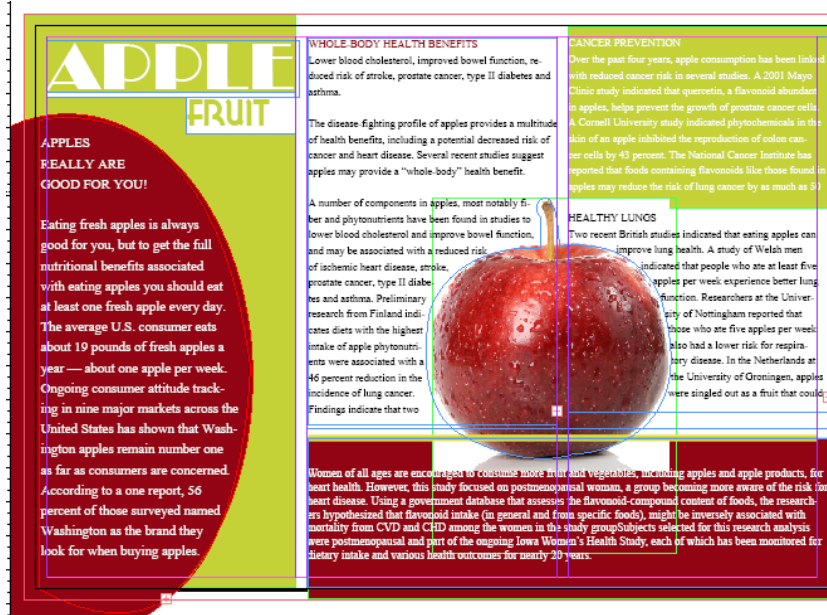 APPLE
FRUIT
APPLES
REALLY ARE
GOOD FOR YOU!
Eating fresh apples is always
good for you, but to get the full
nutritional benefits associated
with eating apples you should eat
at least one fresh apple every day.
The average U.S. consumer eats
about 19 pounds of fresh apples a
year — about one apple per week.
Ongoing consumer attitude track-
ing in nine major markets across the
United States has shown that Wash-
ington apples remain number one
as far as consumers are concerned.
According to a one report, 56
percent of those surveyed named
Washington as the brand they
look for when buying apples.
WHOLE-BODY HEALTH BENEFITS
Lower blood cholesterol, improved bowel function, re-
duced risk of stroke, prostate cancer, type II diabetes and
asthma.
The disease-fighting profile of apples provides a multitude
of health benefits, including a potential decreased risk of
cancer and heart disease. Several recent studies suggest
apples may provide a “whole-body” health benefit.
A number of components in apples, most notably fi-
ber and phytonutrients have been found in studies to
lower blood cholesterol and improve bowel function,
and may be associated with a reduced risk
of ischemic heart disease, stroke,
prostate cancer, type II diabe-
tes and asthma. Preliminary
research from Finland indi-
cates diets with the highest
intake of apple phytonutri-
ents were associated with a
46 percent reduction in the
incidence of lung cancer.
Findings indicate that two
CANCER PREVENTION
Over the past four years, apple consumption has been linked
with reduced cancer risk in several studies. A 2001 Mayo
Clinic study indicated that quercetin, a flavonoid abundant
in apples, helps prevent the growth of prostate cancer cells.
A Cornell University study indicated phytochemicals in the
skin of an apple inhibited the reproduction of colon can-
cer cells by 43 percent. The National Cancer Institute has
reported that foods containing flavonoids like those found in
apples may reduce the risk of lung cancer by as much as 50
HEALTHY LUNGS
Two recent British studies indicated that eating apples can
improve lung health. A study of Welsh men
indicated that people who ate at least five
apples per week experience better lung
function. Researchers at the Univer-
sity of Nottingham reported that
those who ate five apples per week
also had a lower risk for respira-
tory disease. In the Netherlands at
the University of Groningen, apples
were singled out as a fruit that could
Women of all ages are encouraged to consume more fruit and vegetables, including apples and apple products, for
heart health. However, this study focused on postmenopausal woman, a group becoming more aware of the risk for
heart disease. Using a government database that assesses the flavonoid-compound content of foods, the research-
ers hypothesized that flavonoid intake (in general and from specific foods), might be inversely associated with
mortality from CVD and CHD among the women in the study groupSubjects selected for this research analysis
were postmenopausal and part of the ongoing Iowa Women's Health Study, each of which has been monitored for
dietary intake and various health outcomes for nearly 20 years.